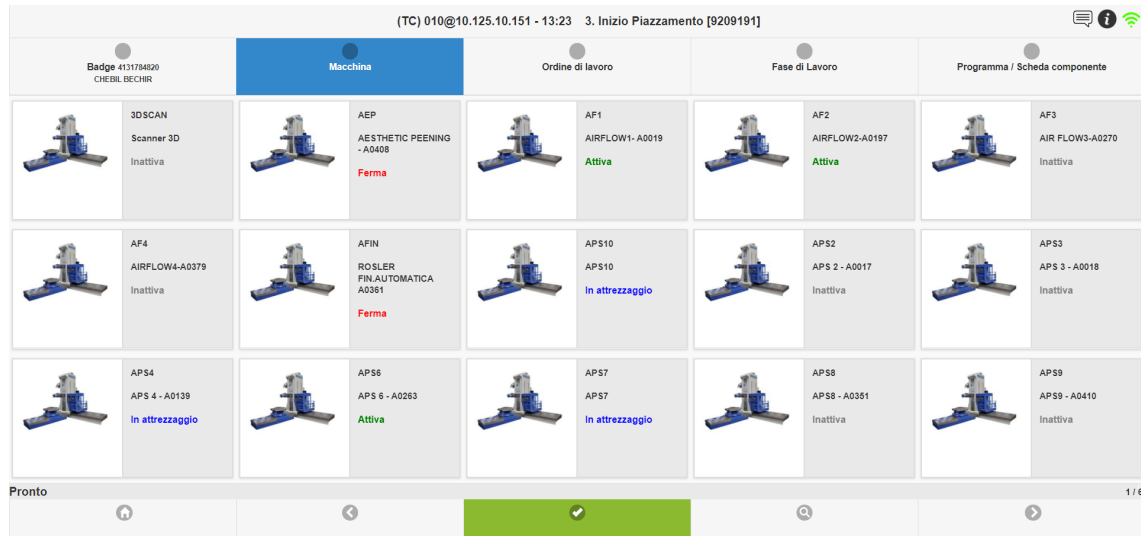 (TC) 010@10.125.10.151 - 13:23 3. Inizio Piazzamento [9209191]
Badge 4131784820
CHEBIL BECHIR
Macchina
Ordine di lavoro
Fase di Lavoro
Programma / Scheda componente
3DSCAN
Scanner 3D
Inattiva
AEP
AESTHETIC PEENING
- A0408
Ferma
AF1
AIRFLOW1- A0019
Attiva
AF2
AIRFLOW2-A0197
Attiva
AF3
AIR FLOW3-A0270
Inattiva
AF4
AIRFLOW4-A0379
Inattiva
AFIN
ROSLER
FIN.AUTOMATICA
A0361
Ferma
APS10
APS10
In attrezzaggio
APS2
APS 2 - A0017
Inattiva
APS3
APS 3 - A0018
Inattiva
APS4
APS 4 - A0139
In attrezzaggio
APS6
APS 6 - A0263
Attiva
APS7
APS7
In attrezzaggio
APS8
APS8 - A0351
Inattiva
APS9
APS9 - A0410
Inattiva
Pronto
1 / 6